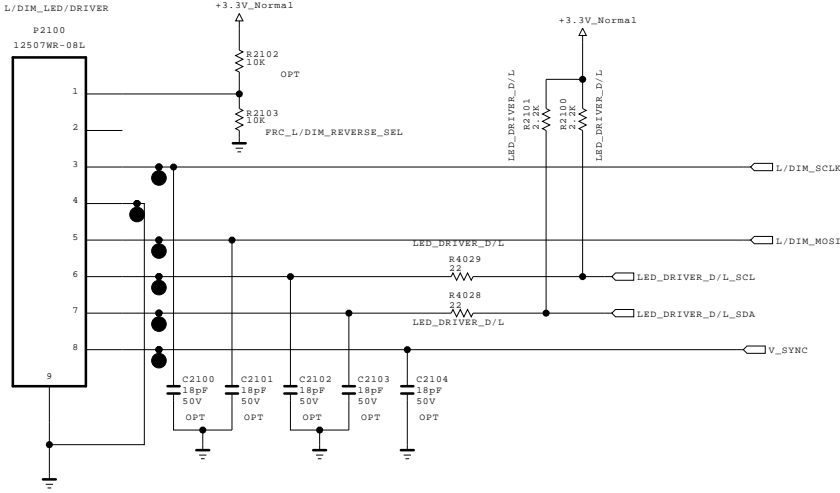 L/DIM_LED/DRIVER
P2100
12507WR-08L
+3.3V_Normal
R2102
10K
OPT
R2103
10K
FRC_L/DIM_REVERSE_SEL
+3.3V_Normal
LED_DRIVER_D/L
R2101
2.2K
R2100
2.2K
LED_DRIVER_D/L
1
2
3
L/DIM_SCLK
4
5
L/DIM_MOSI
LED_DRIVER_D/L
R4029
22
6
LED_DRIVER_D/L_SCL
R4028
22
7
LED_DRIVER_D/L_SDA
LED_DRIVER_D/L
8
V_SYNC
9
C2100
18pF
50V
OPT
C2101
18pF
50V
OPT
C2102
18pF
50V
OPT
C2103
18pF
50V
OPT
C2104
18pF
50V
OPT